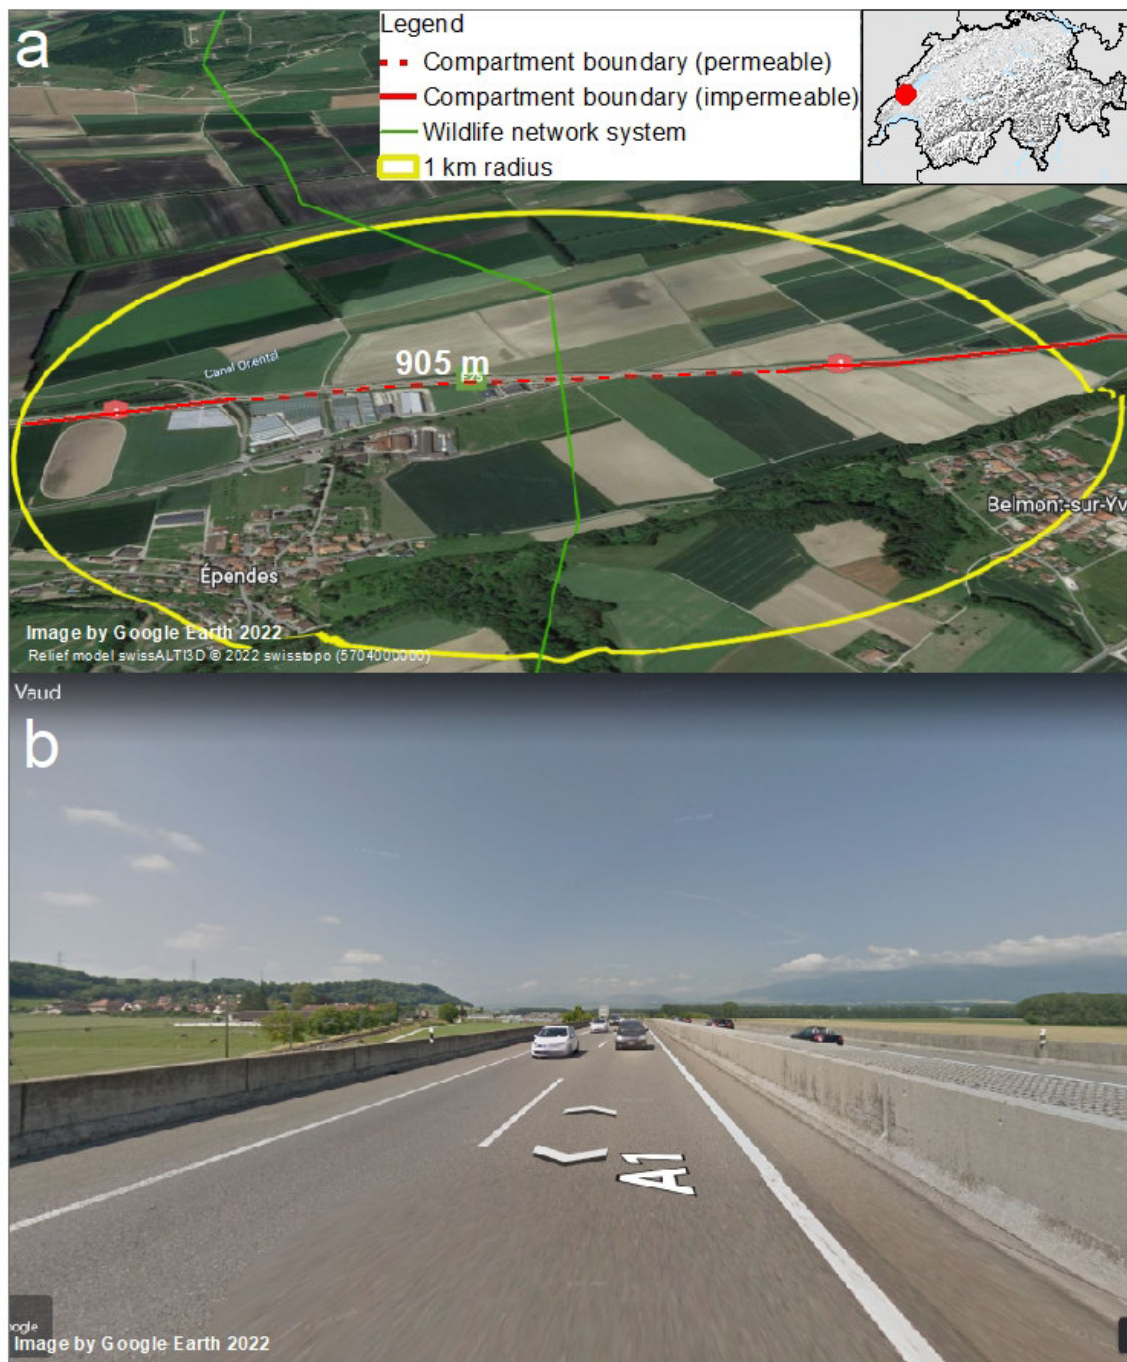 a
Legend
Compartment boundary (permeable)
Compartment boundary (impermeable)
Wildlife network system
1 km radius
905 m
Canal Oriental
Belmont-sur-Yv
Épendes
Image by Google Earth 2022
Relief model swissALTI3D © 2022 swisstopo (5704000000)
Vaud
b
A1
ogle
Image by Google Earth 2022